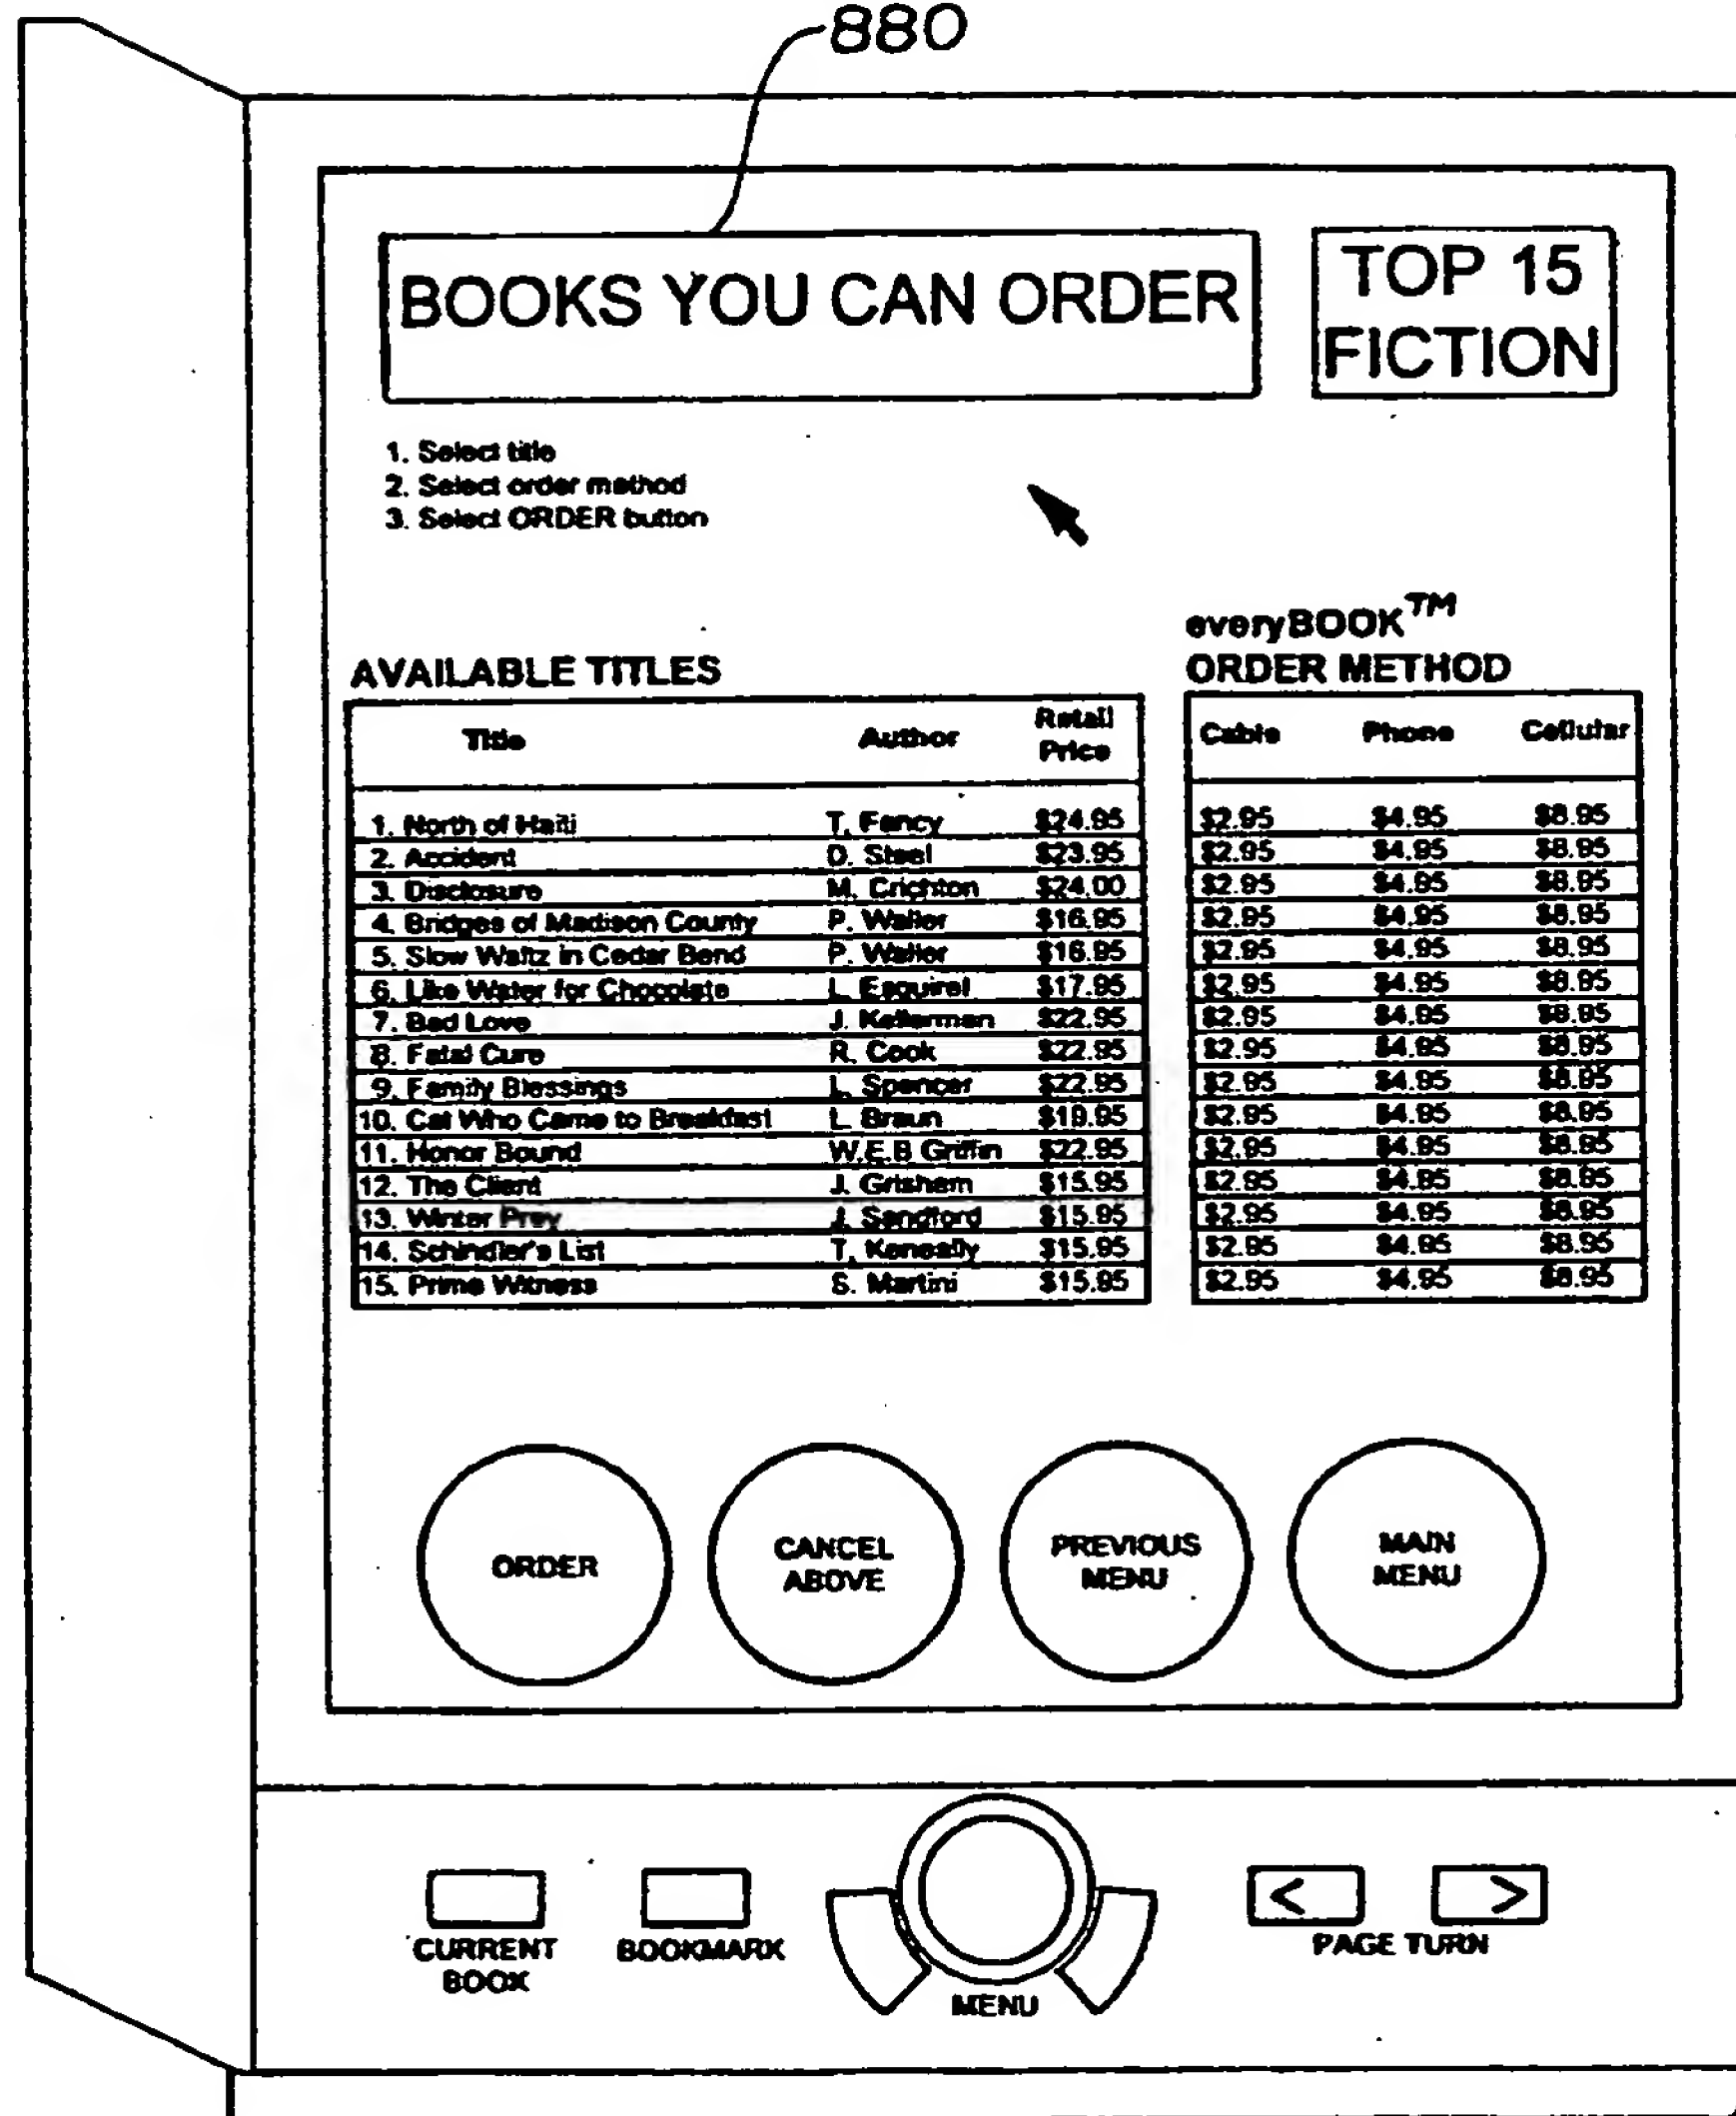 880
BOOKS YOU CAN ORDER
TOP 15
FICTION
1. Select title
2. Select order method
3. Select ORDER button
everyBOOK™
AVAILABLE TITLES
ORDER METHOD
Title Author Retail Price Cable Phone Cellular
1. North of Haiti T. Fancy $24.95 $2.95 $4.95 $8.95
2. Accident D. Steel $23.95 $2.95 $4.95 $8.95
3. Disclosure M. Crichton $24.00 $2.95 $4.95 $8.95
4. Bridges of Madison County P. Waller $16.95 $2.95 $4.95 $8.95
5. Slow Waltz in Cedar Bend P. Waller $16.95 $2.95 $4.95 $8.95
6. Like Water for Chocolate L. Esquirel $17.95 $2.95 $4.95 $8.95
7. Bad Love J. Kellerman $22.95 $2.95 $4.95 $8.95
8. Fatal Cure R. Cook $22.95 $2.95 $4.95 $8.95
9. Family Blessings L. Spencer $22.95 $2.95 $4.95 $8.95
10. Cat Who Came to Breakfast L. Braun $19.95 $2.95 $4.95 $8.95
11. Honor Bound W.E.B Griffin $22.95 $2.95 $4.95 $8.95
12. The Client J. Grisham $15.95 $2.95 $4.95 $8.95
13. Winter Prey J. Sandford $15.95 $2.95 $4.95 $8.95
14. Schindler's List T. Keneally $15.95 $2.95 $4.95 $8.95
15. Prime Witness S. Martini $15.95 $2.95 $4.95 $8.95
ORDER
CANCEL
ABOVE
PREVIOUS
MENU
MAIN
MENU
< >
CURRENT
BOOK
BOOKMARK
MENU
PAGE TURN